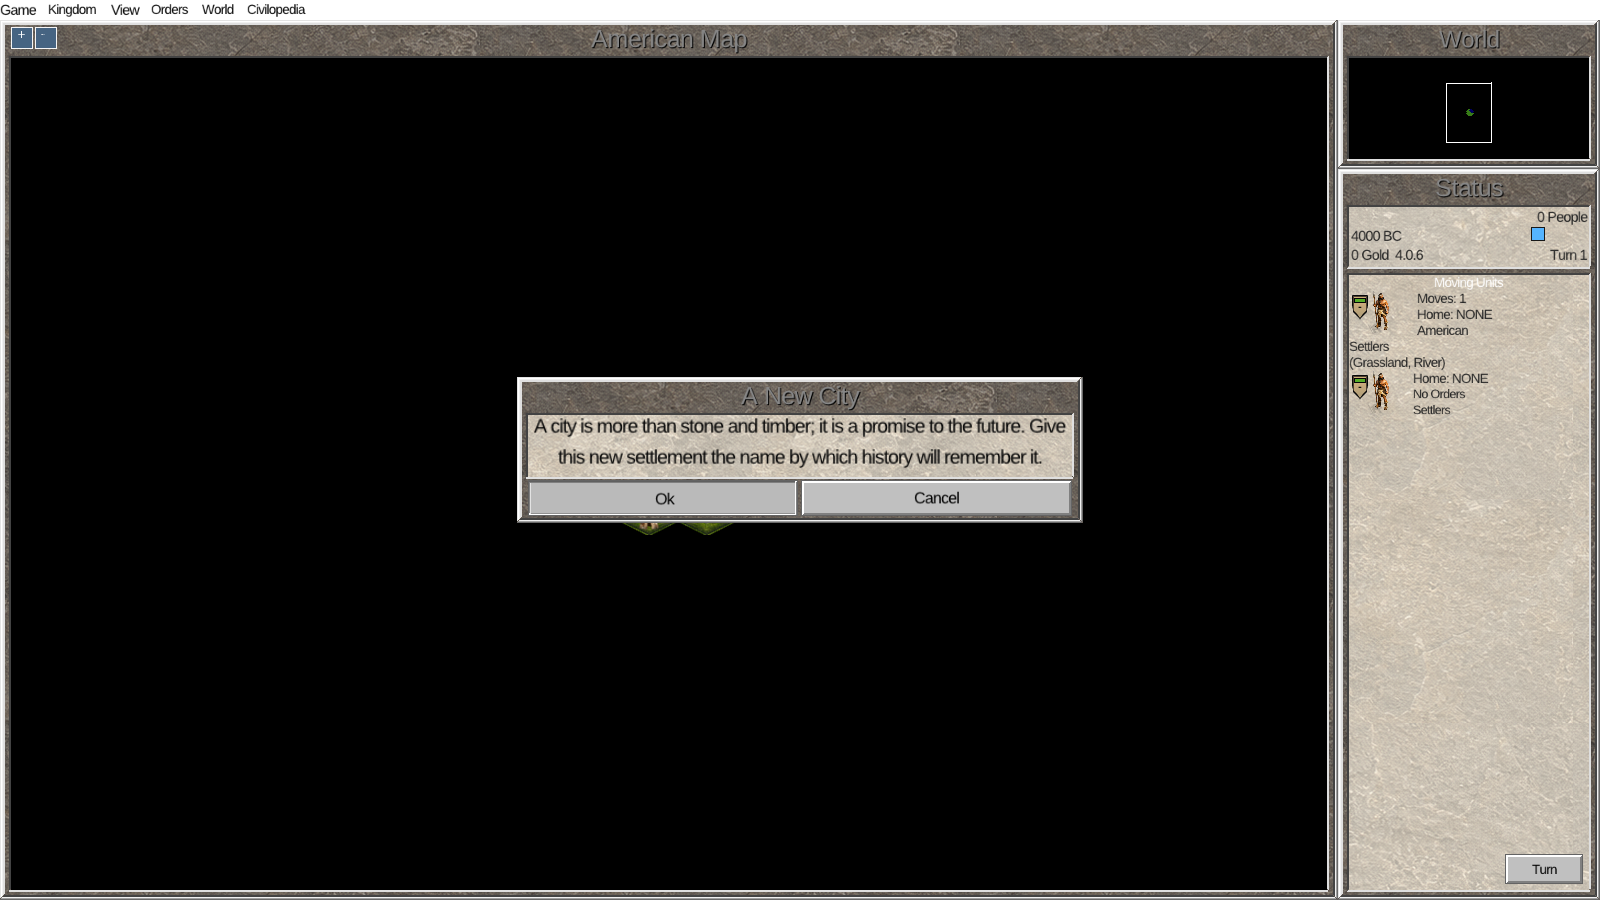 Game Kingdom View Orders World Civilopedia
+ -
American Map
World
Status
0 People
4000 BC
0 Gold 4.0.6 Turn 1
Moving Units
Moves: 1
Home: NONE
American
Settlers
(Grassland, River)
Home: NONE
No Orders
Settlers
A New City
A city is more than stone and timber; it is a promise to the future. Give
this new settlement the name by which history will remember it.
Ok Cancel
Turn